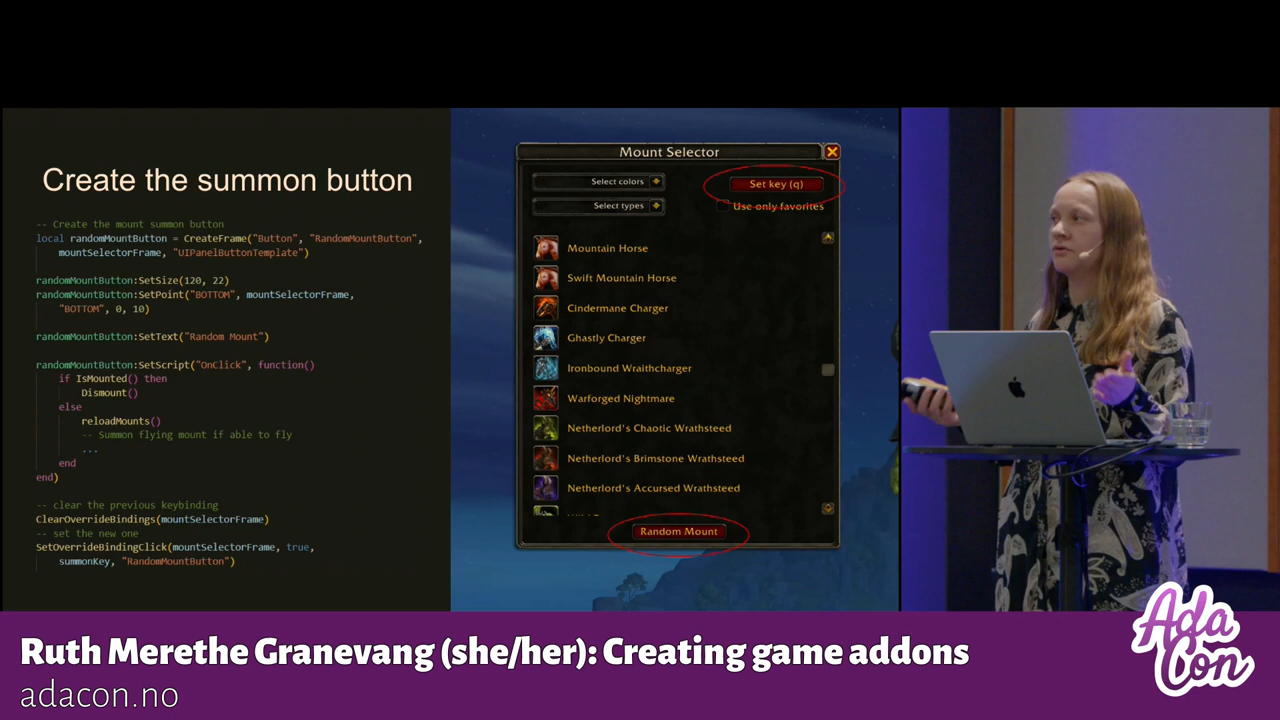 Create the summon button
-- Create the mount summon button
local randomMountButton = CreateFrame("Button", "RandomMountButton",
mountSelectorFrame, "UIPanelButtonTemplate")
randomMountButton:SetSize(120, 22)
randomMountButton:SetPoint("BOTTOM", mountSelectorFrame,
"BOTTOM", 0, 10)
randomMountButton:SetText("Random Mount")
randomMountButton:SetScript("OnClick", function()
if IsMounted() then
Dismount()
else
reloadMounts()
-- Summon flying mount if able to fly
...
end
end)
-- clear the previous keybinding
ClearOverrideBindings(mountSelectorFrame)
-- set the new one
SetOverrideBindingClick(mountSelectorFrame, true,
summonKey, "RandomMountButton")
Mount Selector
Select colors
Set key (q)
Select types
Use only favorites
Mountain Horse
Swift Mountain Horse
Cindermane Charger
Ghastly Charger
Ironbound Wraithcharger
Warforged Nightmare
Netherlord's Chaotic Wrathsteed
Netherlord's Brimstone Wrathsteed
Netherlord's Accursed Wrathsteed
Random Mount
Ruth Merethe Granevang (she/her): Creating game addons
adacon.no
Ada
Con